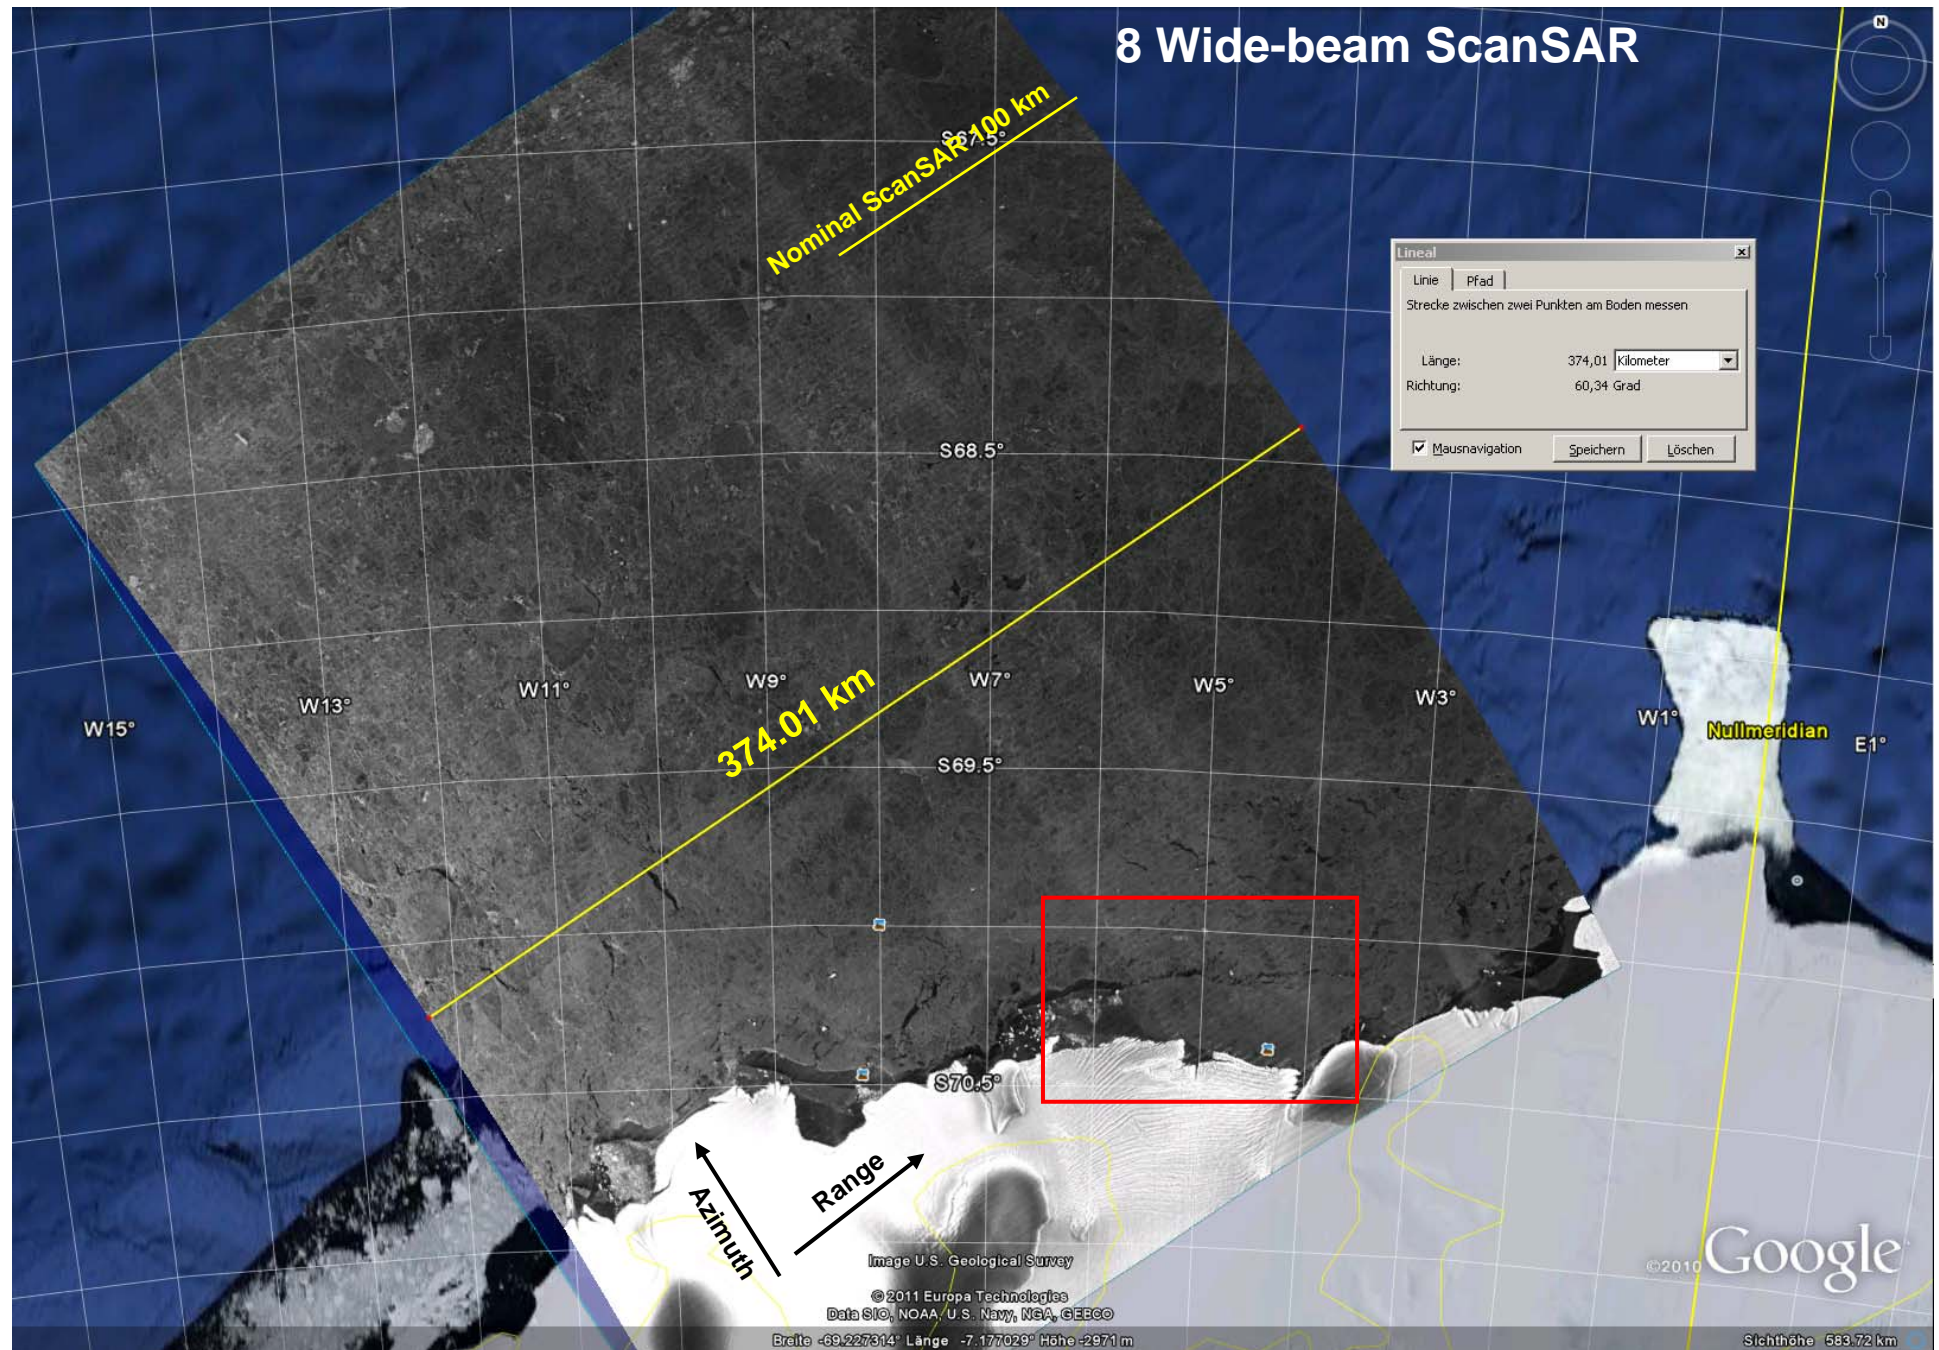 8 Wide-beam ScanSAR
N
Nominal ScanSAR 100 km
S67.5°
Lineal
Linie Pfad
Strecke zwischen zwei Punkten am Boden messen
Länge: 374,01 Kilometer
Richtung: 60,34 Grad
Mausnavigation Speichern Löschen
S68.5°
374.01 km
W15° W13° W11° W9° W7° W5° W3° W1° Nullmeridian E1°
S69.5°
S70.5°
Azimuth
Range
Image U.S. Geological Survey
© 2011 Europa Technologies
Data SIO, NOAA, U.S. Navy, NGA, GEBCO
©2010 Google
Breite -69.227314° Länge -7.177029° Höhe -2971 m
Sichthöhe 583.72 km